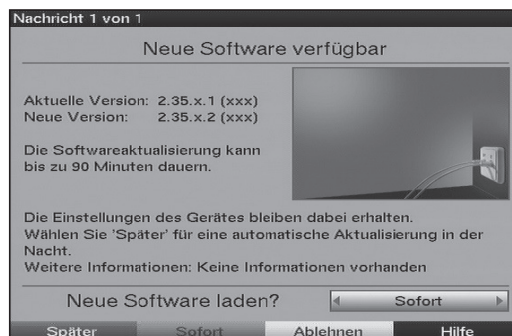 Nachricht 1 von 1
Neue Software verfügbar
Aktuelle Version: 2.35.x.1 (xxx)
Neue Version: 2.35.x.2 (xxx)
Die Softwareaktualisierung kann
bis zu 90 Minuten dauern.
Die Einstellungen des Gerätes bleiben dabei erhalten.
Wählen Sie 'Später' für eine automatische Aktualisierung in der
Nacht.
Weitere Informationen: Keine Informationen vorhanden
Neue Software laden? Sofort
Später Sofort Ablehnen Hilfe